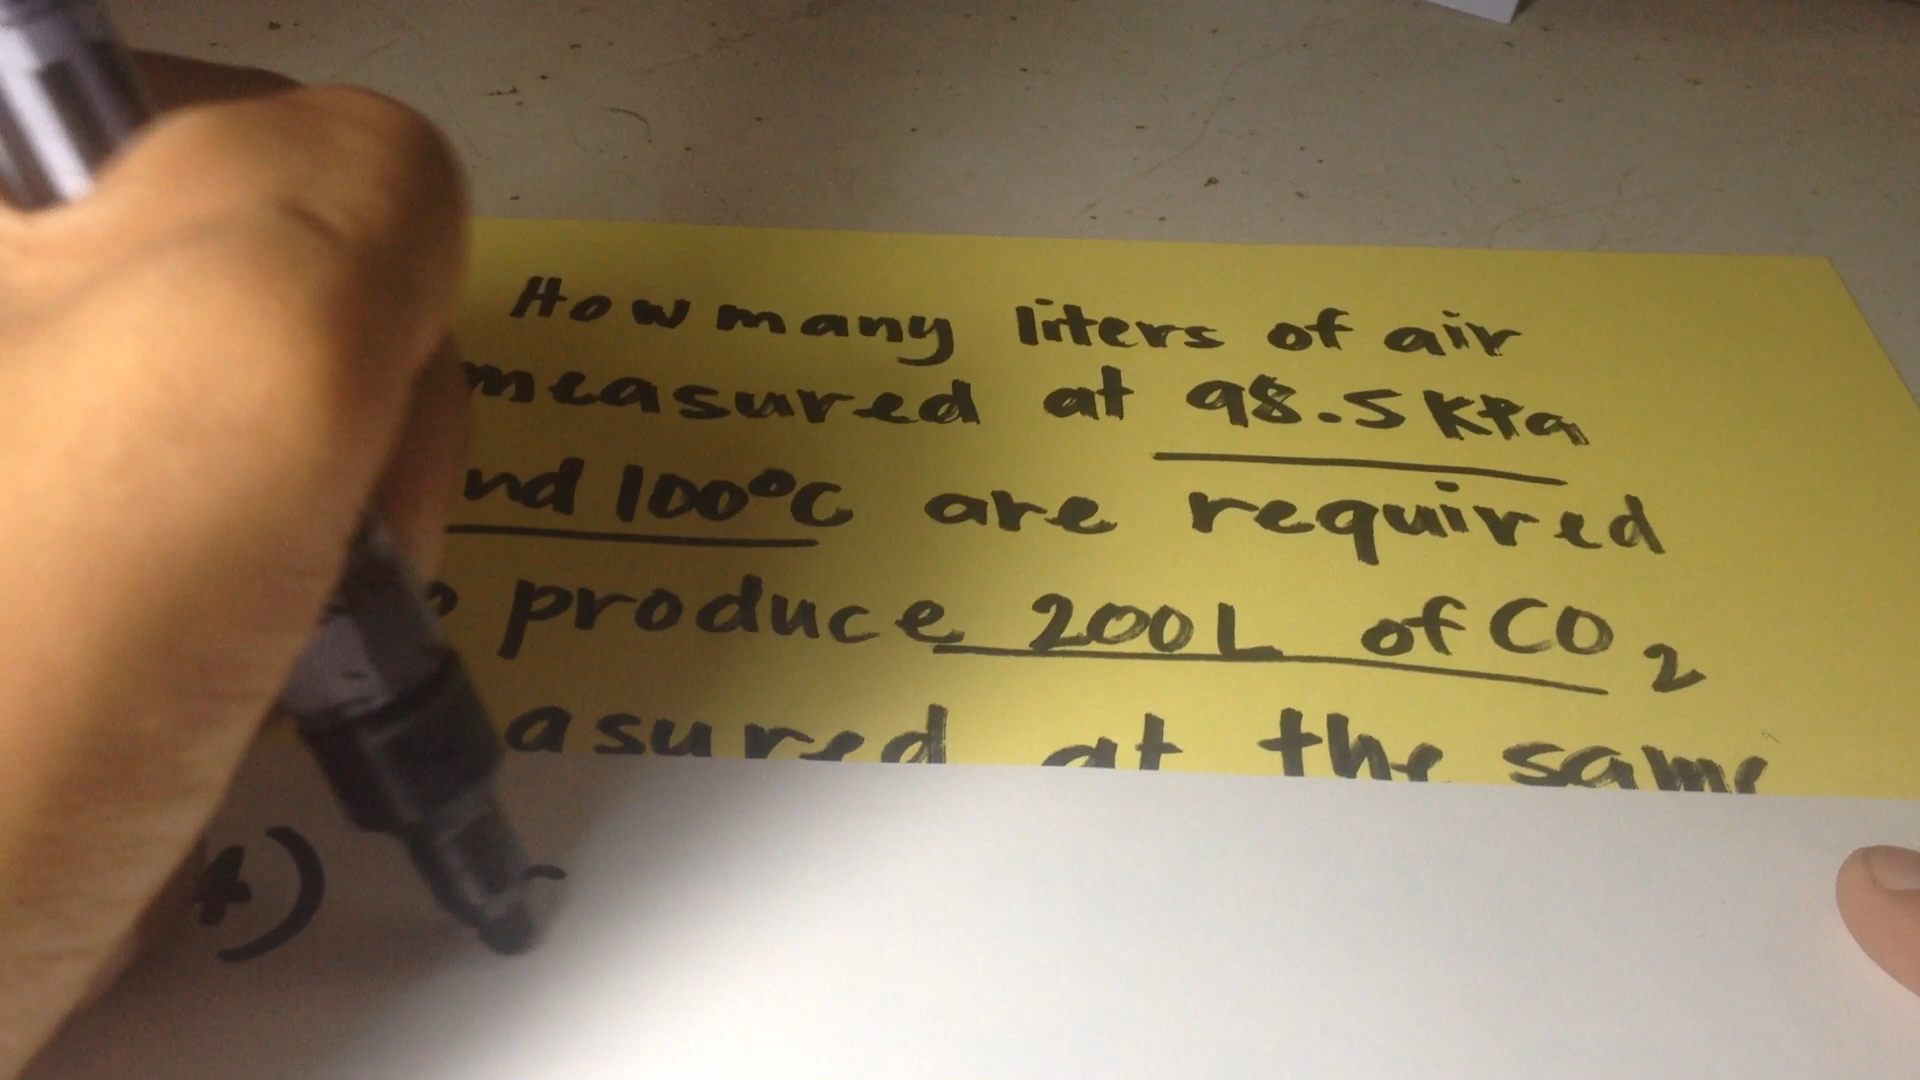 How many liters of air
measured at 98.5 kPa
nd 100°C are required
produce 200L of CO2
asured at the same